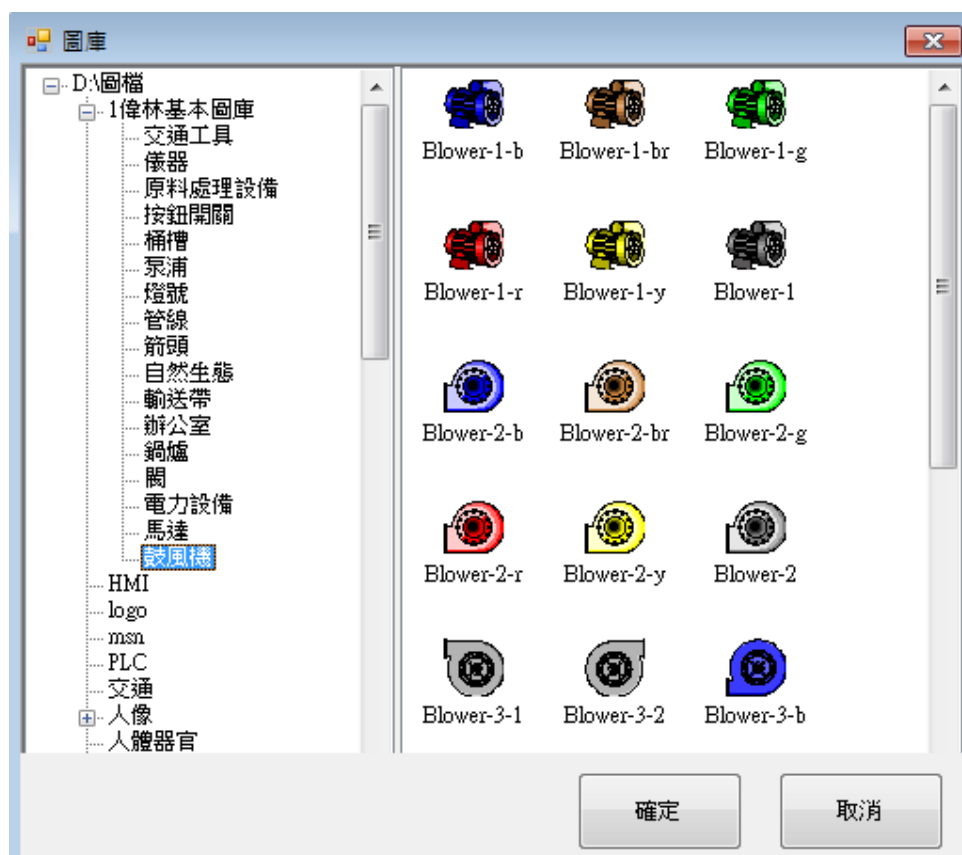 圖庫
D:\圖檔
1偉林基本圖庫
交通工具
儀器
原料處理設備
按鈕開關
桶槽
泵浦
燈號
管線
箭頭
自然生態
輸送帶
辦公室
鍋爐
閥
電力設備
馬達
鼓風機
HMI
logo
msn
PLC
交通
人像
人體器官
Blower-1-b Blower-1-br Blower-1-g
Blower-1-r Blower-1-y Blower-1
Blower-2-b Blower-2-br Blower-2-g
Blower-2-r Blower-2-y Blower-2
Blower-3-1 Blower-3-2 Blower-3-b
確定 取消